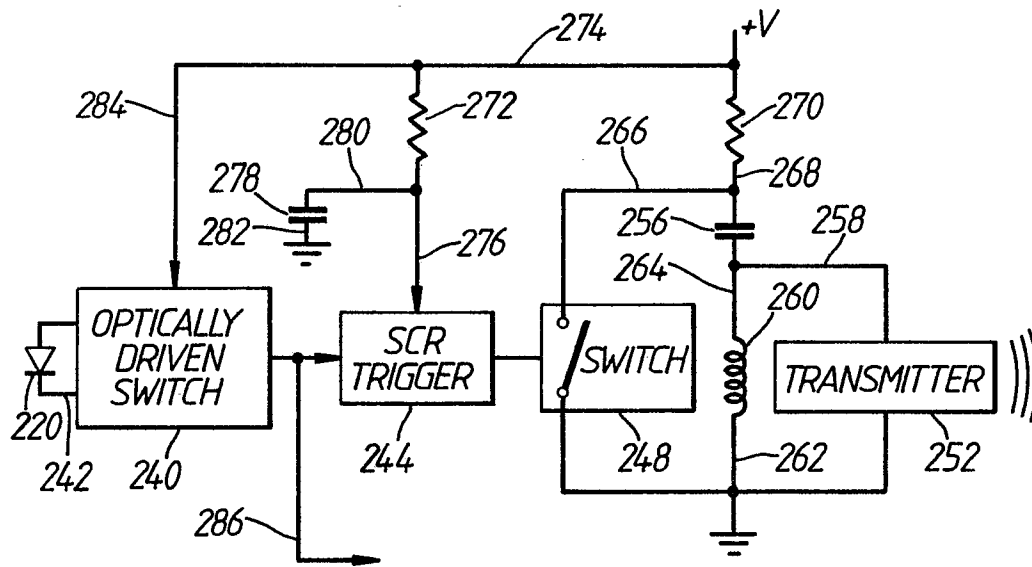 +V
274
284
272
270
280
266
268
278
256
258
282
276
264
260
OPTICALLY
DRIVEN
SWITCH
SCR
TRIGGER
SWITCH
TRANSMITTER
220
242
240
244
248
262
252
286